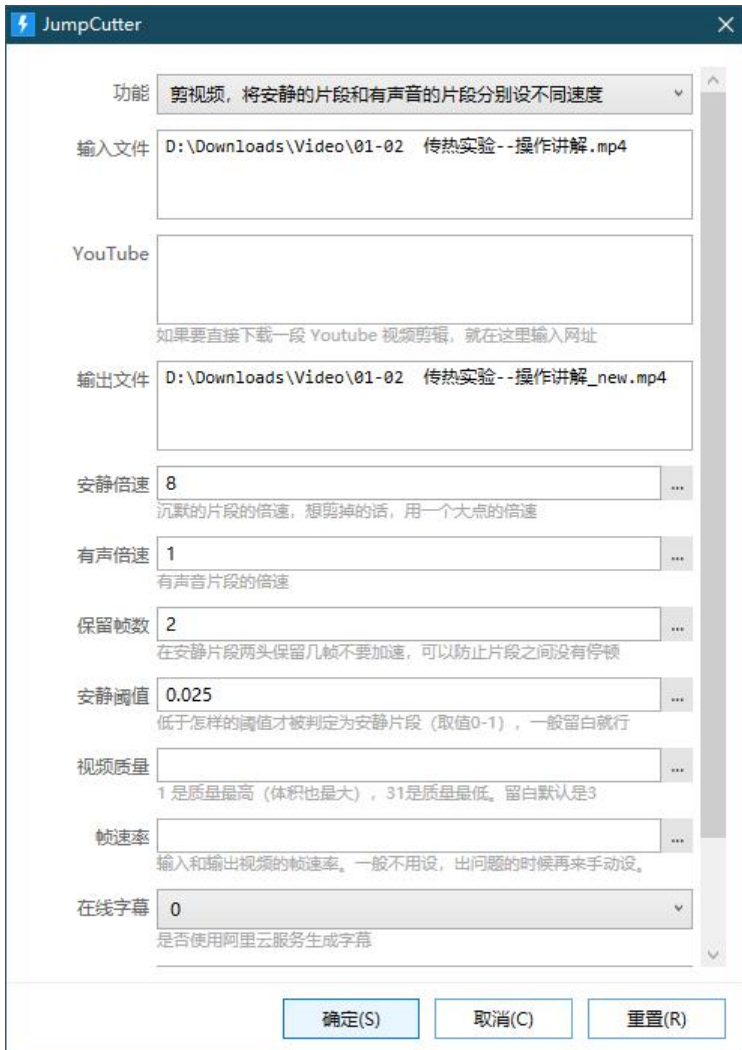 JumpCutter
功能 剪视频，将安静的片段和有声音的片段分别设不同速度
输入文件 D:\Downloads\Video\01-02  传热实验--操作讲解.mp4
YouTube
如果要直接下载一段 Youtube 视频剪辑，就在这里输入网址
输出文件 D:\Downloads\Video\01-02  传热实验--操作讲解_new.mp4
安静倍速 8 ...
沉默的片段的倍速，想剪掉的话，用一个大点的倍速
有声倍速 1 ...
有声音片段的倍速
保留帧数 2 ...
在安静片段两头保留几帧不要加速，可以防止片段之间没有停顿
安静阈值 0.025 ...
低于怎样的阈值才被判定为安静片段（取值0-1），一般留白就行
视频质量 ...
1 是质量最高（体积也最大），31是质量最低。留白默认是3
帧速率 ...
输入和输出视频的帧速率。一般不用设，出问题的时候再来手动设。
在线字幕 0
是否使用阿里云服务生成字幕
确定(S) 取消(C) 重置(R)